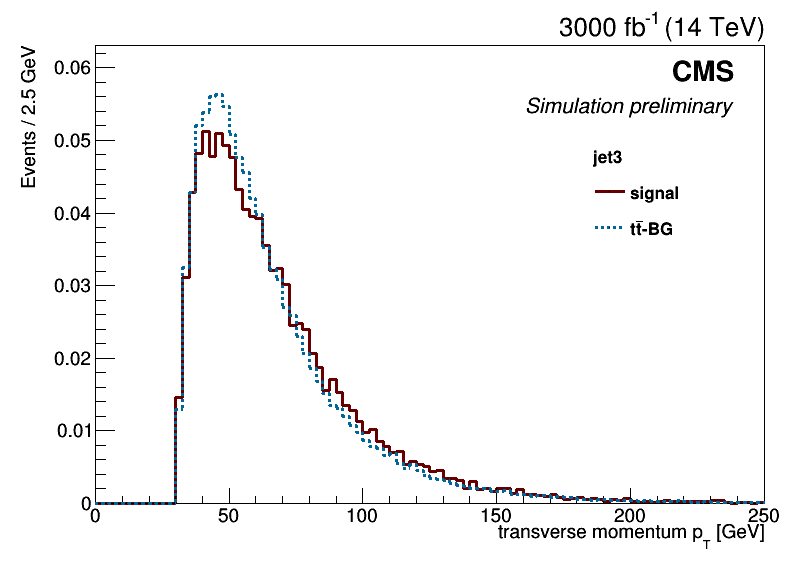 3000 fb⁻¹ (14 TeV)
CMS
Simulation preliminary
jet3
signal
tt̄-BG
Events / 2.5 GeV
0.06
0.05
0.04
0.03
0.02
0.01
0
0 50 100 150 200 250
transverse momentum p_T [GeV]